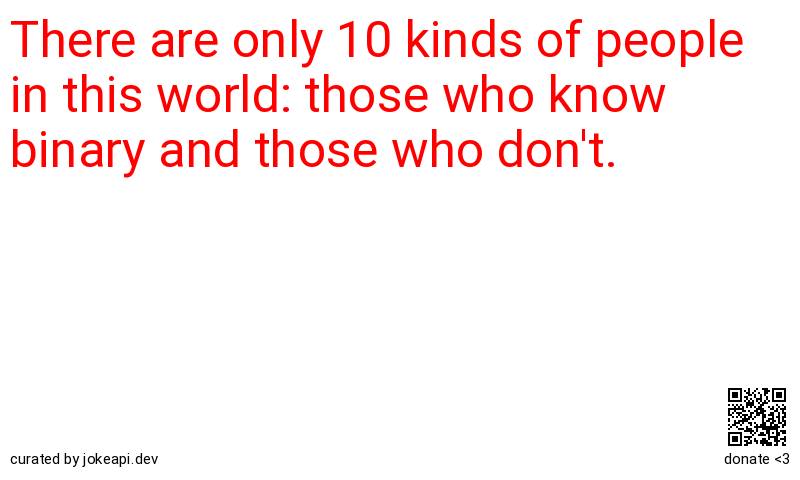 There are only 10 kinds of people
in this world: those who know
binary and those who don't.
curated by jokeapi.dev
donate <3